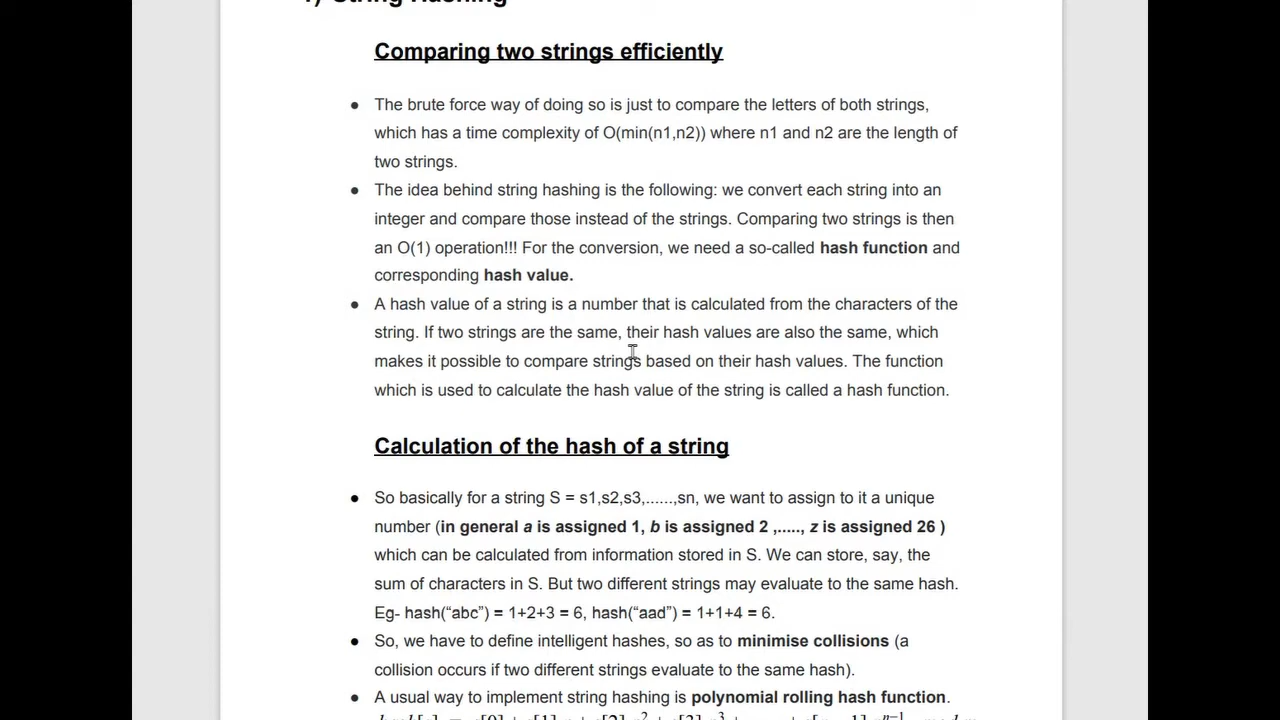 String Hashing
Comparing two strings efficiently
● The brute force way of doing so is just to compare the letters of both strings,
which has a time complexity of O(min(n1,n2)) where n1 and n2 are the length of
two strings.
● The idea behind string hashing is the following: we convert each string into an
integer and compare those instead of the strings. Comparing two strings is then
an O(1) operation!!! For the conversion, we need a so-called hash function and
corresponding hash value.
● A hash value of a string is a number that is calculated from the characters of the
string. If two strings are the same, their hash values are also the same, which
makes it possible to compare strings based on their hash values. The function
which is used to calculate the hash value of the string is called a hash function.
Calculation of the hash of a string
● So basically for a string S = s1,s2,s3,......,sn, we want to assign to it a unique
number (in general a is assigned 1, b is assigned 2 ,....., z is assigned 26 )
which can be calculated from information stored in S. We can store, say, the
sum of characters in S. But two different strings may evaluate to the same hash.
Eg- hash(“abc”) = 1+2+3 = 6, hash(“aad”) = 1+1+4 = 6.
● So, we have to define intelligent hashes, so as to minimise collisions (a
collision occurs if two different strings evaluate to the same hash).
● A usual way to implement string hashing is polynomial rolling hash function.